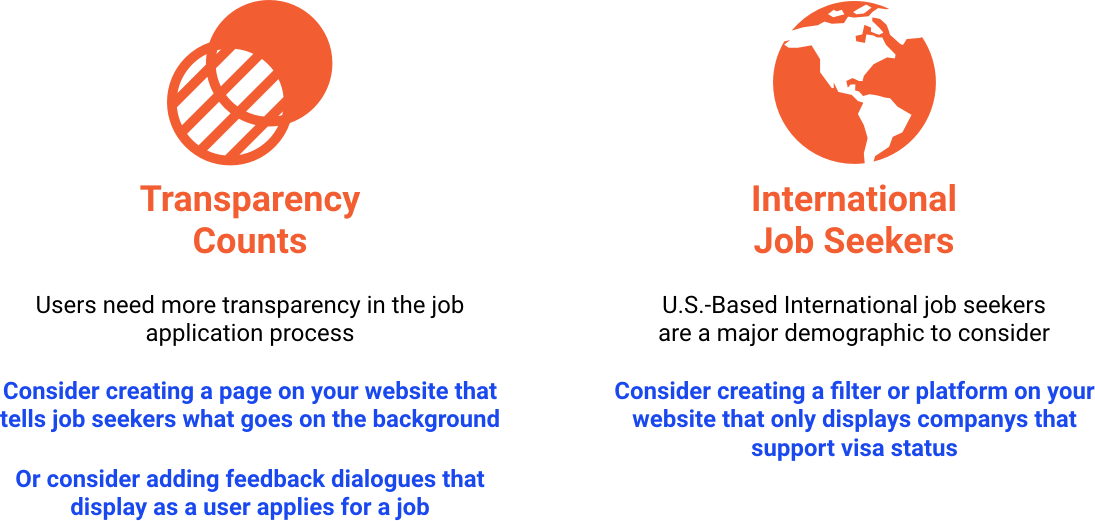 Transparency
Counts
Users need more transparency in the job
application process
Consider creating a page on your website that
tells job seekers what goes on the background
Or consider adding feedback dialogues that
display as a user applies for a job
International
Job Seekers
U.S.-Based International job seekers
are a major demographic to consider
Consider creating a filter or platform on your
website that only displays companys that
support visa status